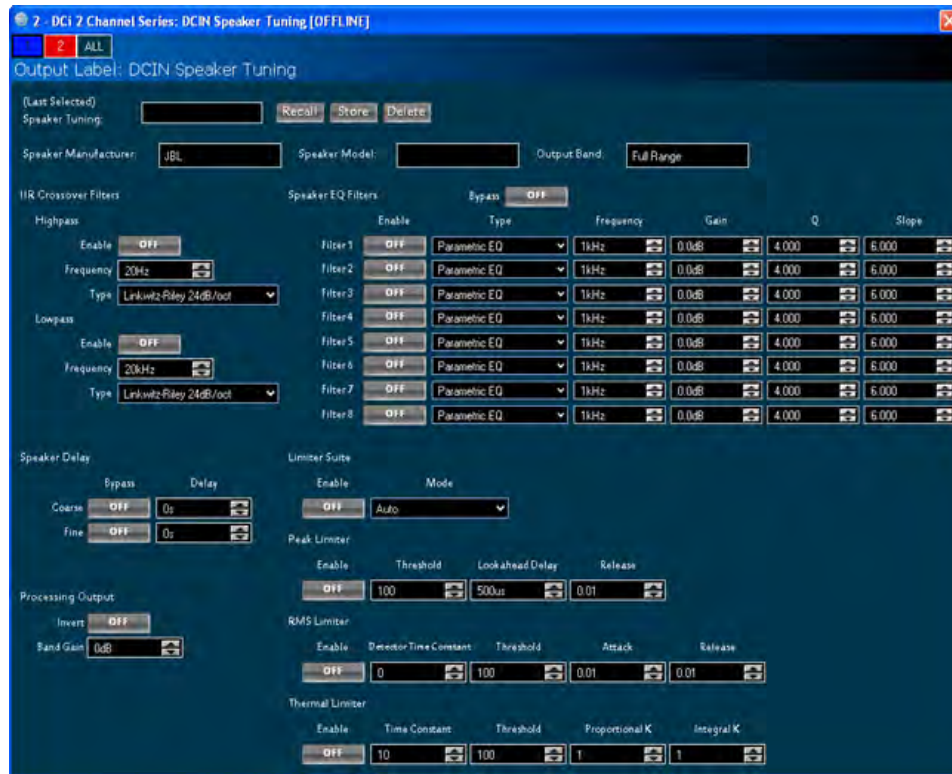 2 - DCi 2 Channel Series: DCIN Speaker Tuning [OFFLINE]
2 ALL
Output Label: DCIN Speaker Tuning
(Last Selected)
Speaker Tuning: Recall Store Delete
Speaker Manufacturer: JBL Speaker Model: Output Band: Full Range
IIR Crossover Filters
Highpass
Enable OFF
Frequency 20Hz
Type Linkwitz-Riley 24dB/oct
Lowpass
Enable OFF
Frequency 20kHz
Type Linkwitz-Riley 24dB/oct
Speaker EQ Filters Bypass OFF
Enable Type Frequency Gain Q Slope
Filter 1 OFF Parametric EQ 1kHz 0.0dB 4.000 6.000
Filter 2 OFF Parametric EQ 1kHz 0.0dB 4.000 6.000
Filter 3 OFF Parametric EQ 1kHz 0.0dB 4.000 6.000
Filter 4 OFF Parametric EQ 1kHz 0.0dB 4.000 6.000
Filter 5 OFF Parametric EQ 1kHz 0.0dB 4.000 6.000
Filter 6 OFF Parametric EQ 1kHz 0.0dB 4.000 6.000
Filter 7 OFF Parametric EQ 1kHz 0.0dB 4.000 6.000
Filter 8 OFF Parametric EQ 1kHz 0.0dB 4.000 6.000
Speaker Delay
Bypass Delay
Coarse OFF 0s
Fine OFF 0s
Processing Output
Invert OFF
Band Gain 0dB
Limiter Suite
Enable Mode
OFF Auto
Peak Limiter
Enable Threshold Lookahead Delay Release
OFF 100 500us 0.01
RMS Limiter
Enable Detector Time Constant Threshold Attack Release
OFF 0 100 0.01 0.01
Thermal Limiter
Enable Time Constant Threshold Proportional K Integral K
OFF 10 100 1 1